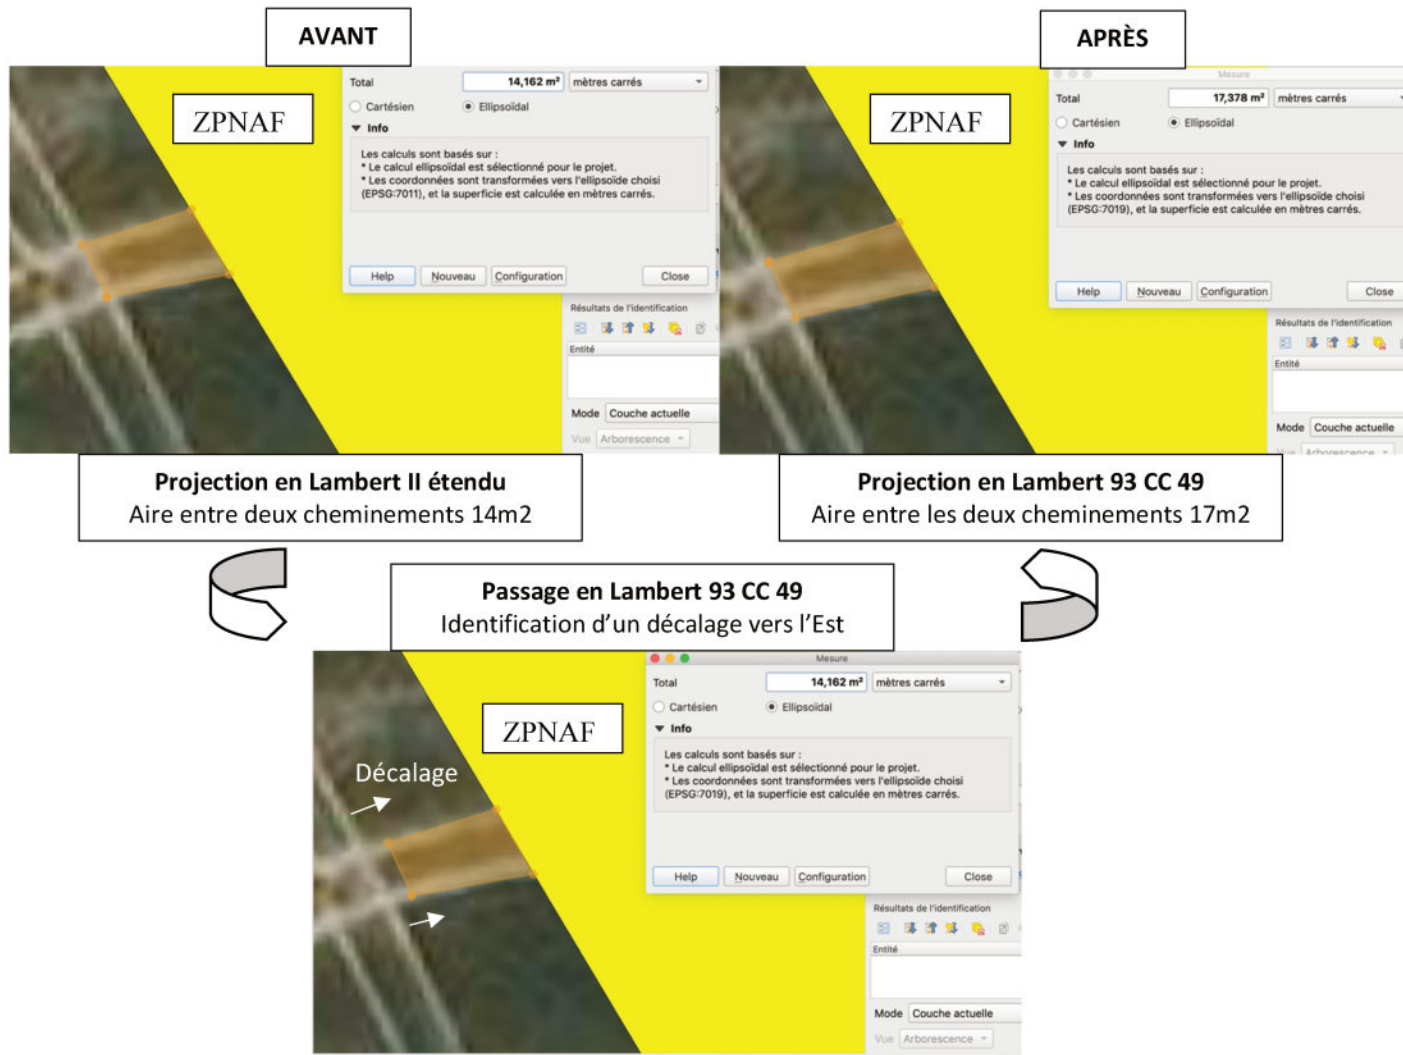 AVANT
ZPNAF
Total 14,162 m² mètres carrés
Cartésien Ellipsoïdal
Info
Les calculs sont basés sur :
* Le calcul ellipsoïdal est sélectionné pour le projet.
* Les coordonnées sont transformées vers l'ellipsoïde choisi
(EPSG:7011), et la superficie est calculée en mètres carrés.
Help Nouveau Configuration Close
Résultats de l'identification
Entité
Mode Couche actuelle
Vue Arborescence
Projection en Lambert II étendu
Aire entre deux cheminements 14m2
APRÈS
ZPNAF
Mesure
Total 17,378 m² mètres carrés
Cartésien Ellipsoïdal
Info
Les calculs sont basés sur :
* Le calcul ellipsoïdal est sélectionné pour le projet.
* Les coordonnées sont transformées vers l'ellipsoïde choisi
(EPSG:7019), et la superficie est calculée en mètres carrés.
Help Nouveau Configuration Close
Résultats de l'identification
Entité
Mode Couche actuelle
Vue Arborescence
Projection en Lambert 93 CC 49
Aire entre les deux cheminements 17m2
Passage en Lambert 93 CC 49
Identification d’un décalage vers l’Est
Mesure
Total 14,162 m² mètres carrés
Cartésien Ellipsoïdal
Info
ZPNAF
Les calculs sont basés sur :
* Le calcul ellipsoïdal est sélectionné pour le projet.
* Les coordonnées sont transformées vers l'ellipsoïde choisi
(EPSG:7019), et la superficie est calculée en mètres carrés.
Décalage
Help Nouveau Configuration Close
Résultats de l'identification
Entité
Mode Couche actuelle
Vue Arborescence